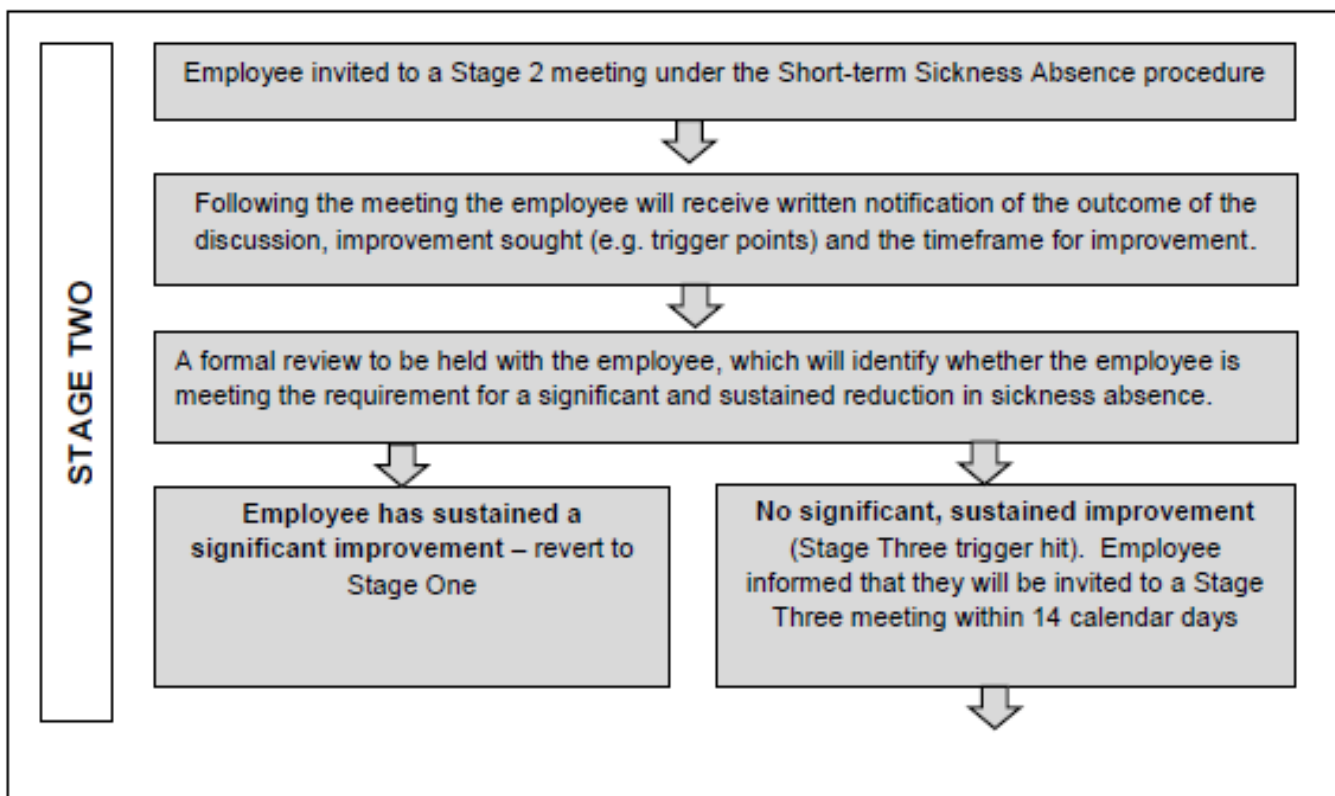 STAGE TWO
Employee invited to a Stage 2 meeting under the Short-term Sickness Absence procedure
Following the meeting the employee will receive written notification of the outcome of the
discussion, improvement sought (e.g. trigger points) and the timeframe for improvement.
A formal review to be held with the employee, which will identify whether the employee is
meeting the requirement for a significant and sustained reduction in sickness absence.
Employee has sustained a
significant improvement – revert to
Stage One
No significant, sustained improvement
(Stage Three trigger hit).  Employee
informed that they will be invited to a Stage
Three meeting within 14 calendar days